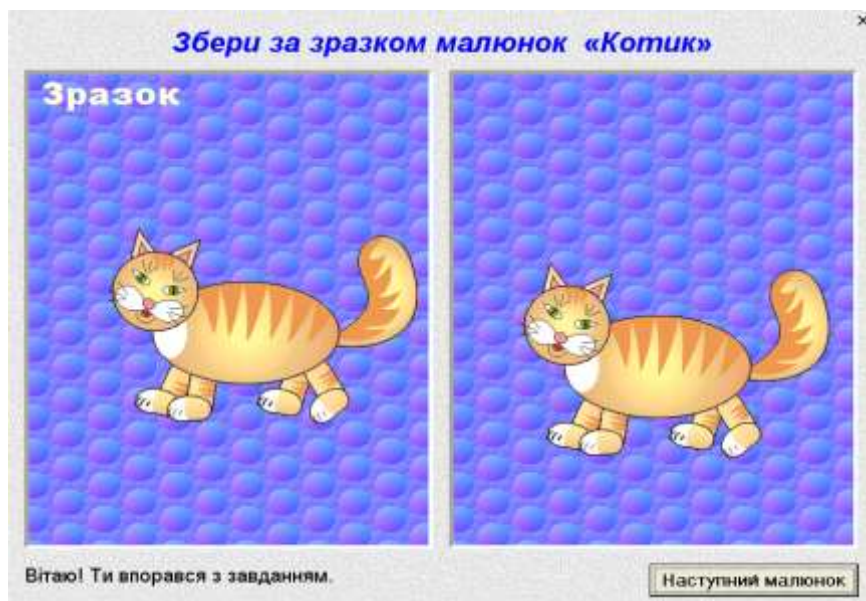 Збери за зразком малюнок «Котик»
Зразок
Вітаю! Ти впорався з завданням.
Наступний малюнок